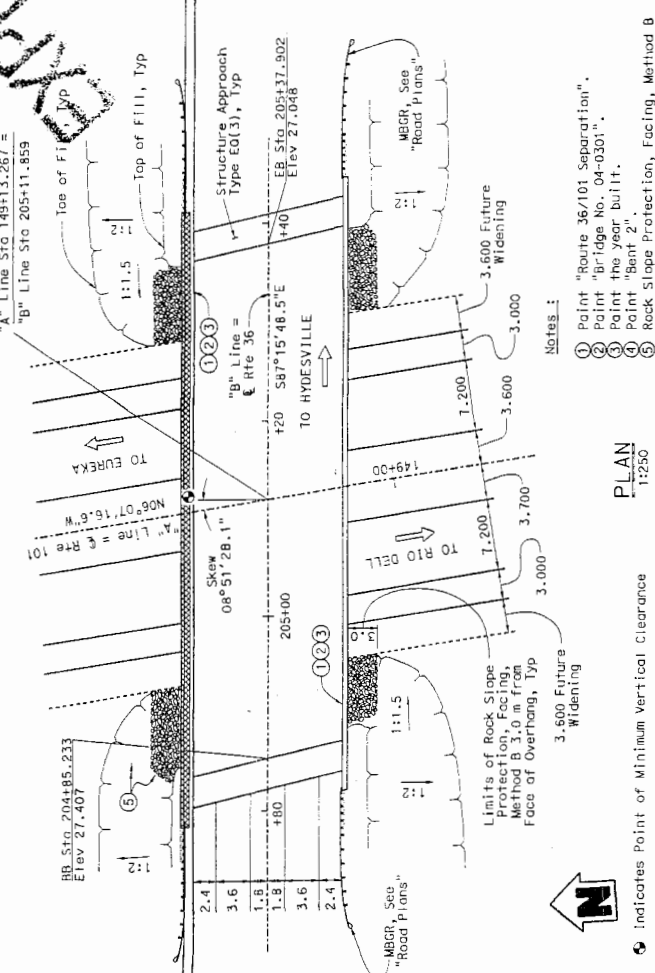 "A" Line Sta 149+13.267 =
"B" Line Sta 205+11.859
Toe of Fill, Typ
Top of Fill, Typ
BB Sta 204+85.233
Elev 27.407
1:2
1:1.5
1:2
⑤
TO EUREKA
N06°07'16.6"W
"A" Line = ℄ Rte 101
Structure Approach
Type EQ(3), Typ
EB Sta 205+37.902
Elev 27.048
①②③
"B" Line =
℄ Rte 36
Skew
08°51'28.1"
+80
205+00
+20
S87°15'48.5"E
+40
TO HYDESVILLE
2.4
3.6
1.8
1.8
3.6
2.4
①②③
149+00
TO RIO DELL
3.0
1:1.5
1:2
1:2
MBGR, See
"Road Plans"
MBGR, See
"Road Plans"
Limits of Rock Slope
Protection, Facing,
Method B 3.0 m from
Face of Overhang, Typ
3.600 Future
Widening
3.000
7.200
3.700
3.600
7.200
3.000
3.600 Future
Widening
N
PLAN
1:250
Indicates Point of Minimum Vertical Clearance
Notes :
① Paint "Route 36/101 Separation".
② Paint "Bridge No. 04-0301".
③ Paint the year built.
④ Paint "Bent 2".
⑤ Rock Slope Protection, Facing, Method B